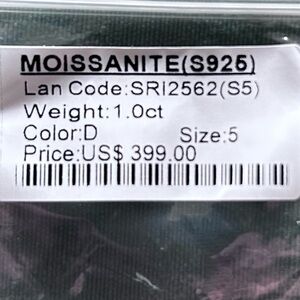 MOISSANITE(S925)
Lan Code:SRI2562(S5)
Weight:1.0ct
Color:D Size:5
Price:US$ 399.00